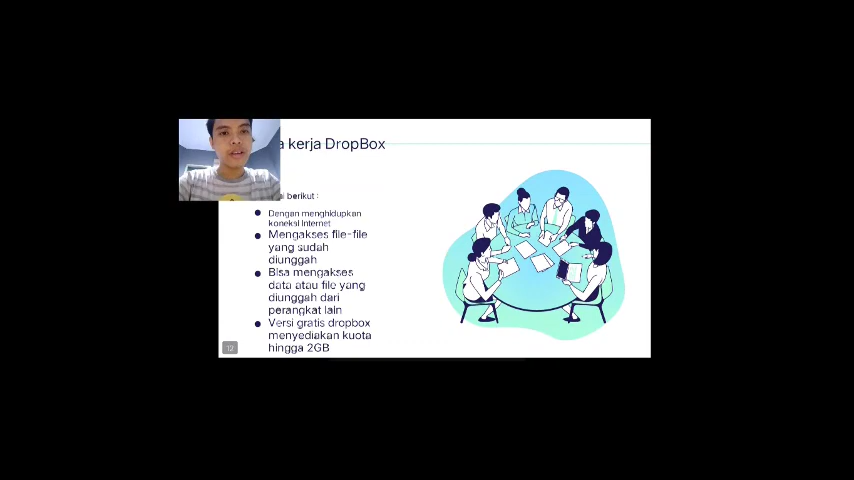 a kerja DropBox
ai berikut :
Dengan menghidupkan
koneksi Internet
Mengakses file-file
yang sudah
diunggah
Bisa mengakses
data atau file yang
diunggah dari
perangkat lain
Versi gratis dropbox
menyediakan kuota
hingga 2GB